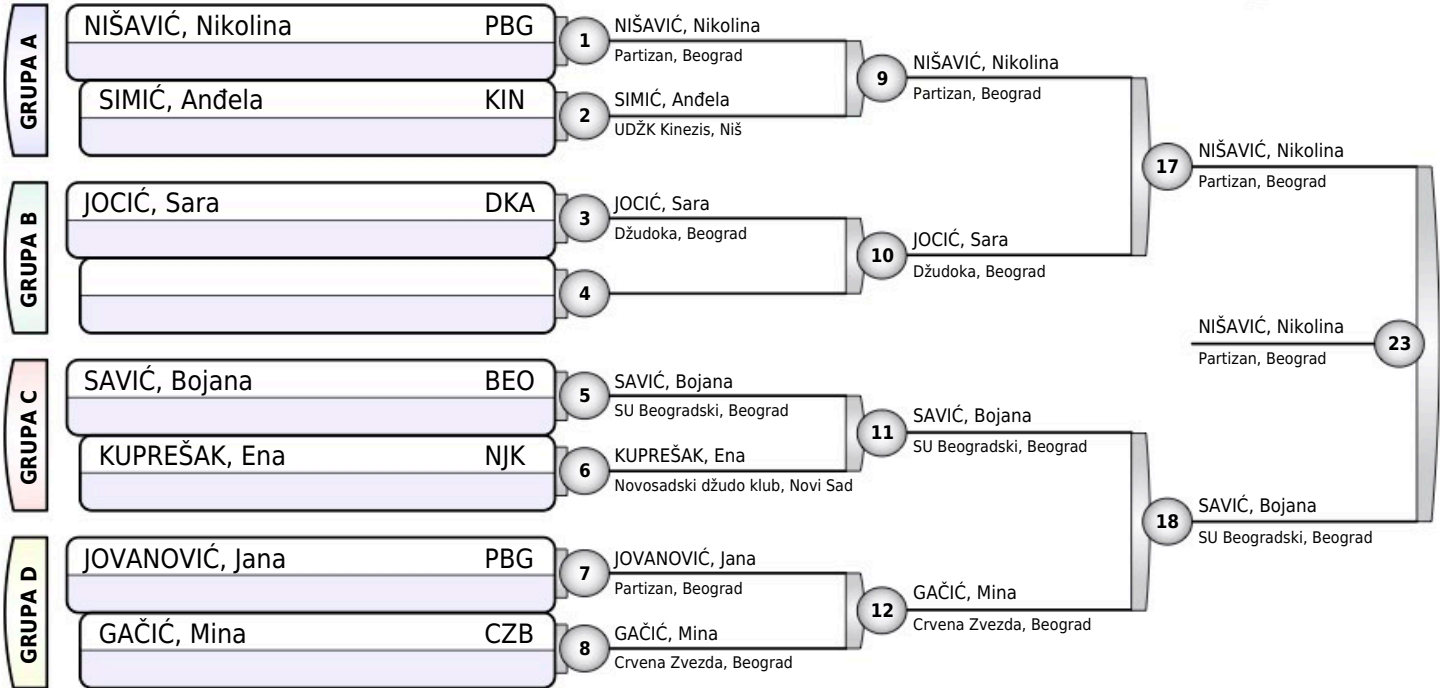 GRUPA A
NIŠAVIĆ, Nikolina PBG
SIMIĆ, Anđela KIN
GRUPA B
JOCIĆ, Sara DKA
GRUPA C
SAVIĆ, Bojana BEO
KUPREŠAK, Ena NJK
GRUPA D
JOVANOVIĆ, Jana PBG
GAČIĆ, Mina CZB
1
NIŠAVIĆ, Nikolina
Partizan, Beograd
2
SIMIĆ, Anđela
UDŽK Kinezis, Niš
3
JOCIĆ, Sara
Džudoka, Beograd
4
5
SAVIĆ, Bojana
SU Beogradski, Beograd
6
KUPREŠAK, Ena
Novosadski džudo klub, Novi Sad
7
JOVANOVIĆ, Jana
Partizan, Beograd
8
GAČIĆ, Mina
Crvena Zvezda, Beograd
9
NIŠAVIĆ, Nikolina
Partizan, Beograd
10
JOCIĆ, Sara
Džudoka, Beograd
11
SAVIĆ, Bojana
SU Beogradski, Beograd
12
GAČIĆ, Mina
Crvena Zvezda, Beograd
17
NIŠAVIĆ, Nikolina
Partizan, Beograd
18
SAVIĆ, Bojana
SU Beogradski, Beograd
NIŠAVIĆ, Nikolina
Partizan, Beograd
23